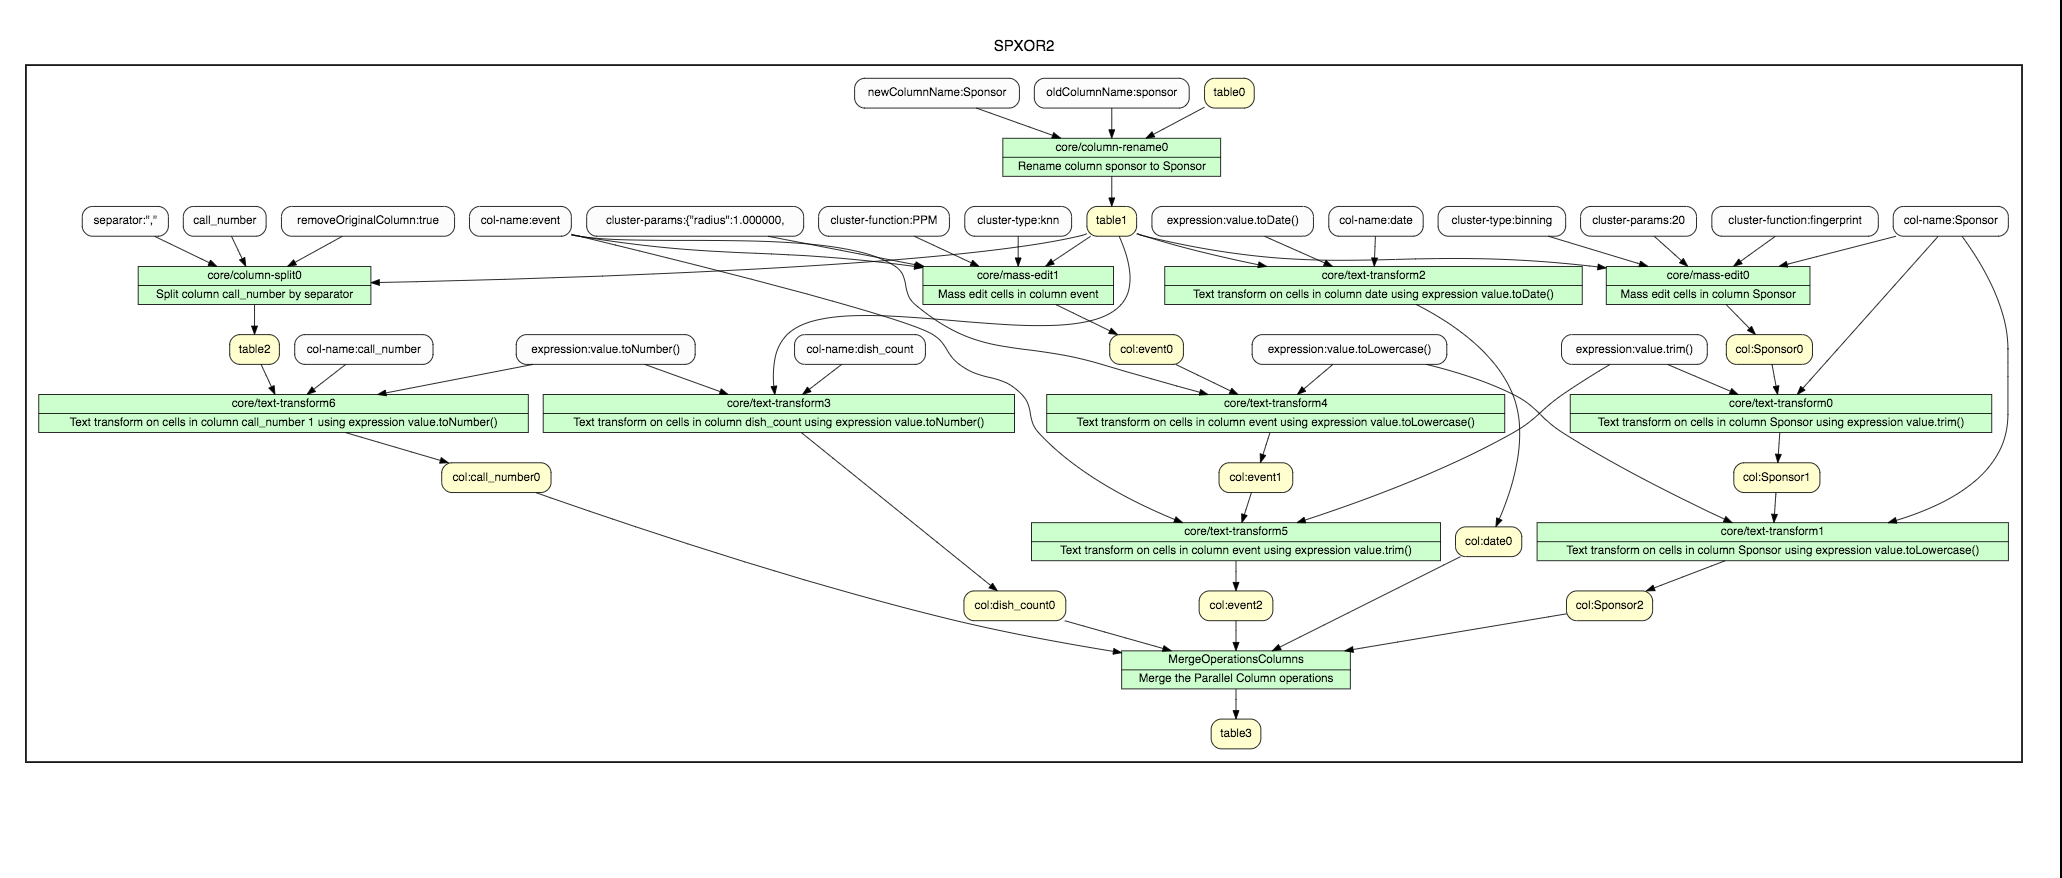 SPXOR2
newColumnName:Sponsor
oldColumnName:sponsor
table0
core/column-rename0
Rename column sponsor to Sponsor
separator:","
call_number
removeOriginalColumn:true
col-name:event
cluster-params:{"radius":1.000000,
cluster-function:PPM
cluster-type:knn
table1
expression:value.toDate()
col-name:date
cluster-type:binning
cluster-params:20
cluster-function:fingerprint
col-name:Sponsor
core/column-split0
Split column call_number by separator
core/mass-edit1
Mass edit cells in column event
core/text-transform2
Text transform on cells in column date using expression value.toDate()
core/mass-edit0
Mass edit cells in column Sponsor
table2
col-name:call_number
expression:value.toNumber()
col-name:dish_count
col:event0
expression:value.toLowercase()
expression:value.trim()
col:Sponsor0
core/text-transform6
Text transform on cells in column call_number 1 using expression value.toNumber()
core/text-transform3
Text transform on cells in column dish_count using expression value.toNumber()
core/text-transform4
Text transform on cells in column event using expression value.toLowercase()
core/text-transform0
Text transform on cells in column Sponsor using expression value.trim()
col:call_number0
col:event1
col:Sponsor1
core/text-transform5
Text transform on cells in column event using expression value.trim()
col:date0
core/text-transform1
Text transform on cells in column Sponsor using expression value.toLowercase()
col:dish_count0
col:event2
col:Sponsor2
MergeOperationsColumns
Merge the Parallel Column operations
table3